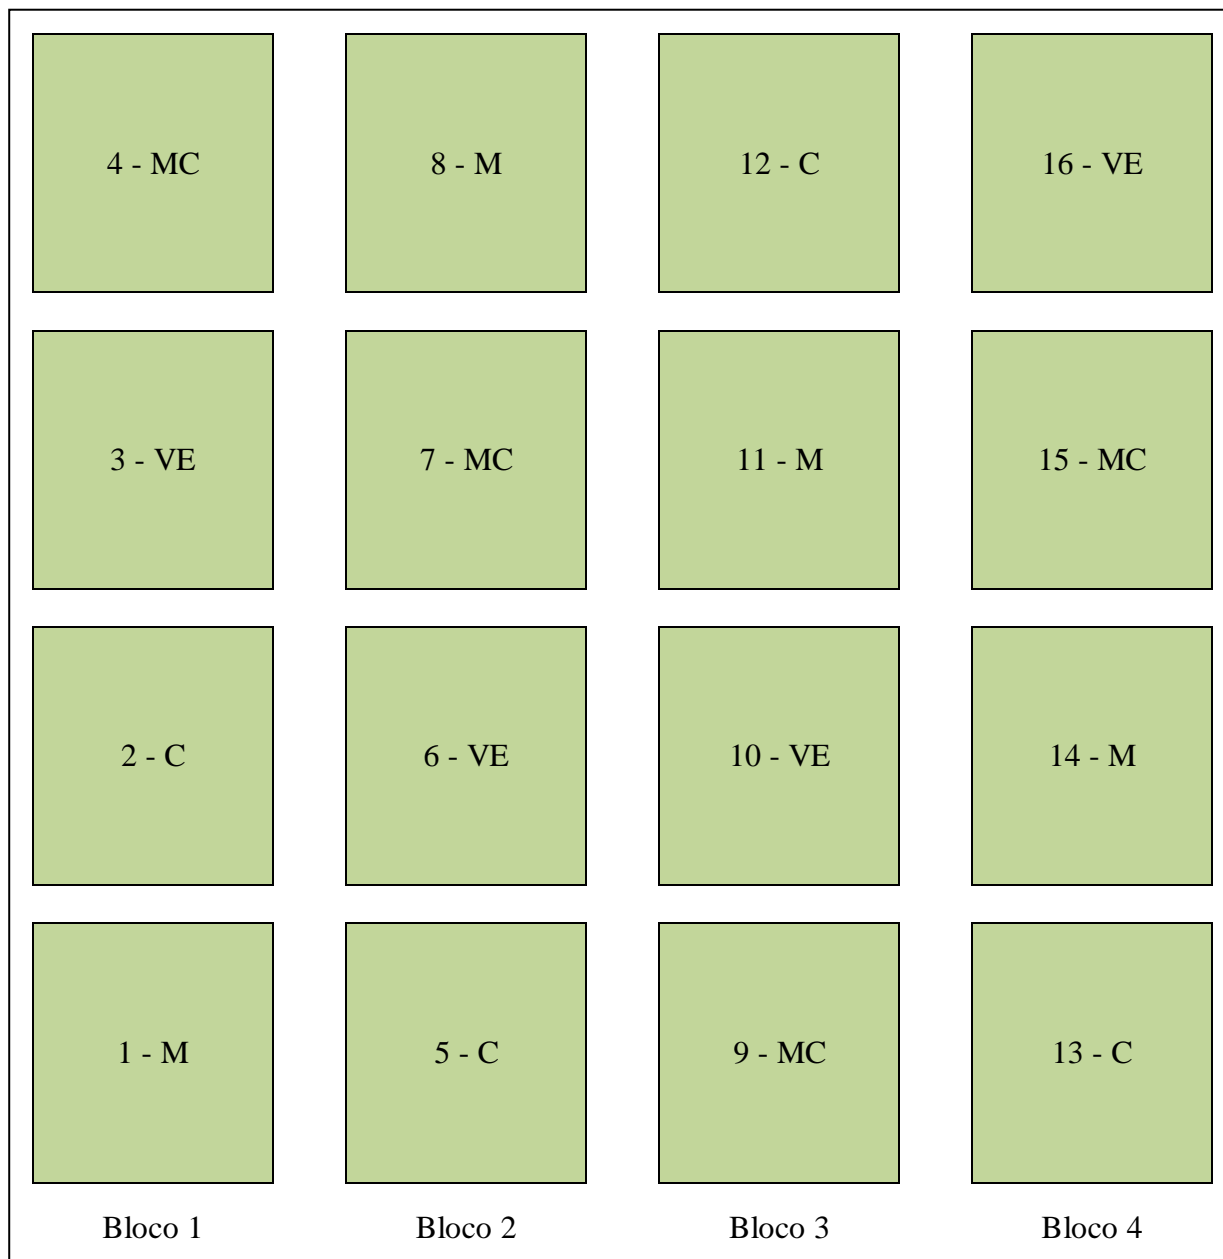 4 - MC
8 - M
12 - C
16 - VE
3 - VE
7 - MC
11 - M
15 - MC
2 - C
6 - VE
10 - VE
14 - M
1 - M
5 - C
9 - MC
13 - C
Bloco 1
Bloco 2
Bloco 3
Bloco 4